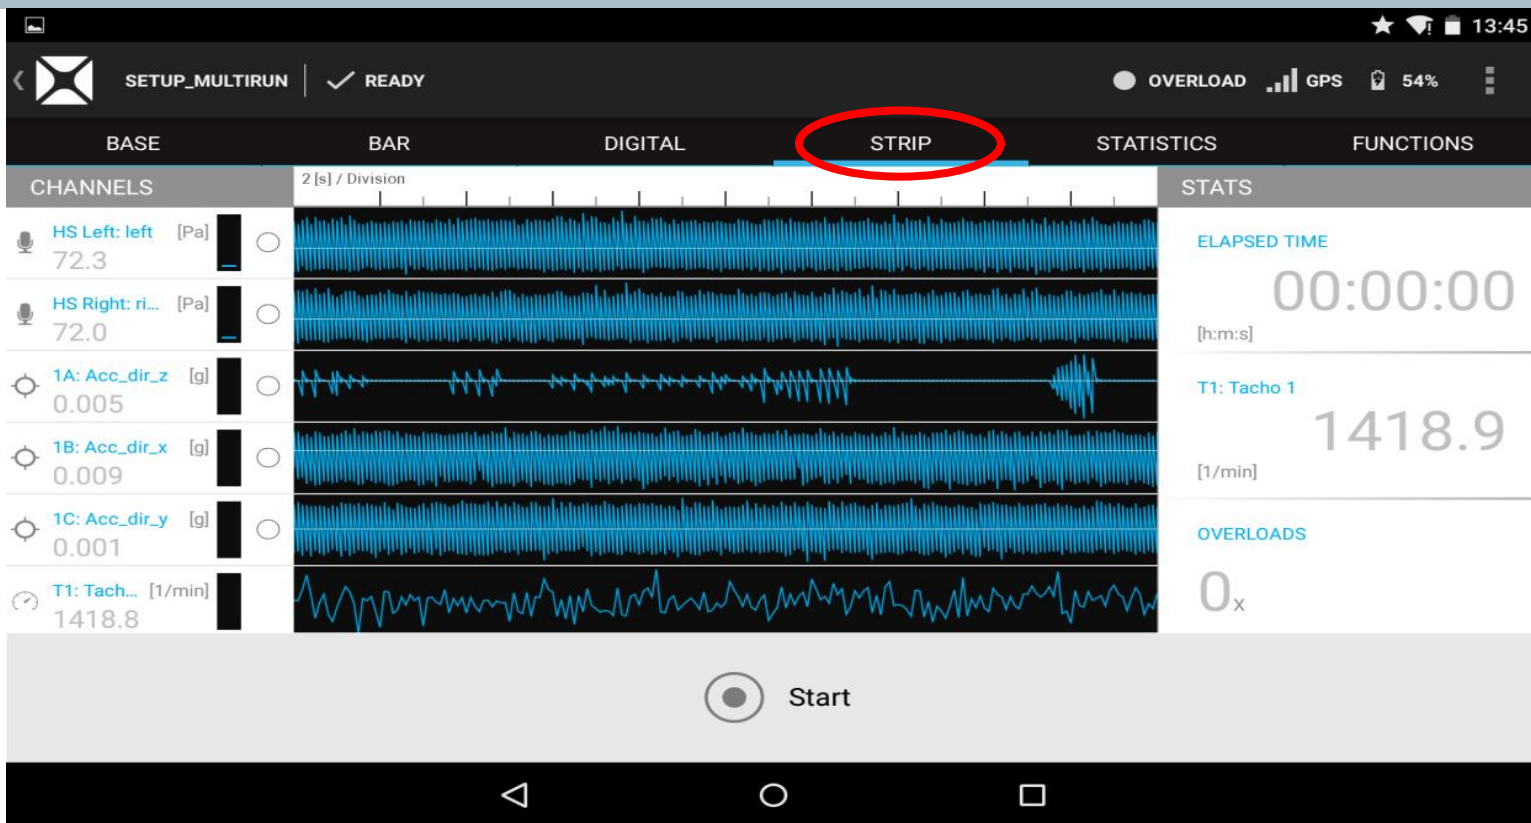 13:45
SETUP_MULTIRUN READY OVERLOAD GPS 54%
BASE BAR DIGITAL STRIP STATISTICS FUNCTIONS
CHANNELS
2 [s] / Division
STATS
HS Left: left [Pa]
72.3
HS Right: ri... [Pa]
72.0
1A: Acc_dir_z [g]
0.005
1B: Acc_dir_x [g]
0.009
1C: Acc_dir_y [g]
0.001
T1: Tach... [1/min]
1418.8
ELAPSED TIME
00:00:00
[h:m:s]
T1: Tacho 1
1418.9
[1/min]
OVERLOADS
0x
Start